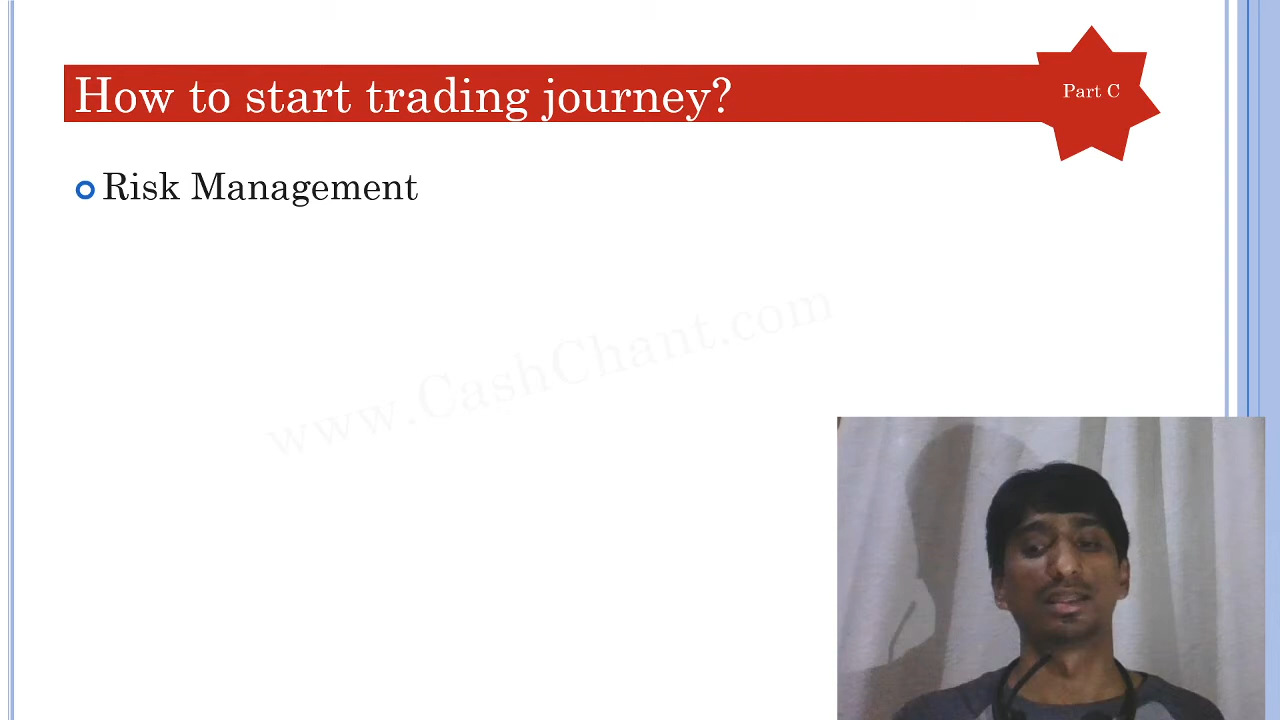 How to start trading journey?
Part C
Risk Management
www.CashChant.com